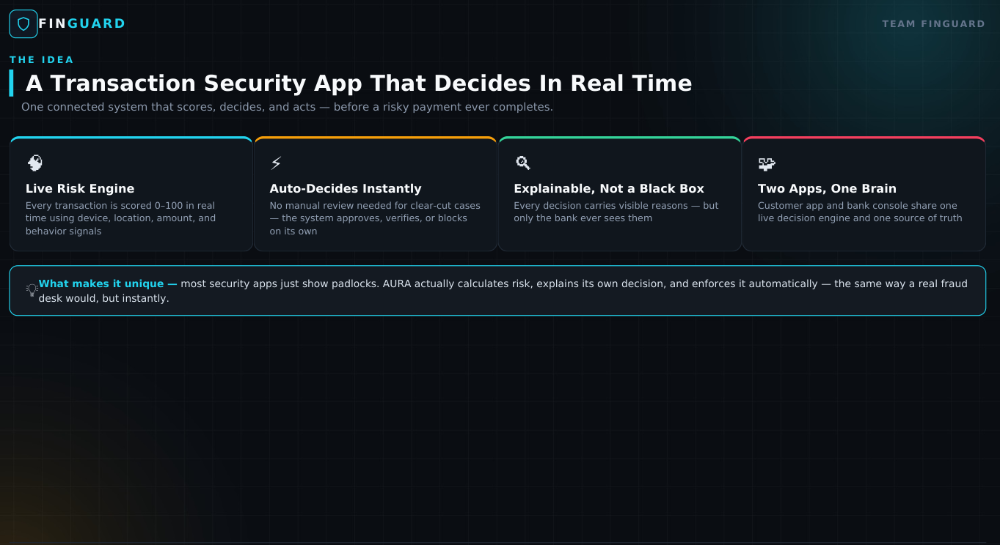 FINGUARD
TEAM FINGUARD
THE IDEA
A Transaction Security App That Decides In Real Time
One connected system that scores, decides, and acts — before a risky payment ever completes.
Live Risk Engine
Every transaction is scored 0–100 in real
time using device, location, amount, and
behavior signals
Auto-Decides Instantly
No manual review needed for clear-cut cases
— the system approves, verifies, or blocks
on its own
Explainable, Not a Black Box
Every decision carries visible reasons — but
only the bank ever sees them
Two Apps, One Brain
Customer app and bank console share one
live decision engine and one source of truth
What makes it unique — most security apps just show padlocks. AURA actually calculates risk, explains its own decision, and enforces it automatically — the same way a real fraud
desk would, but instantly.